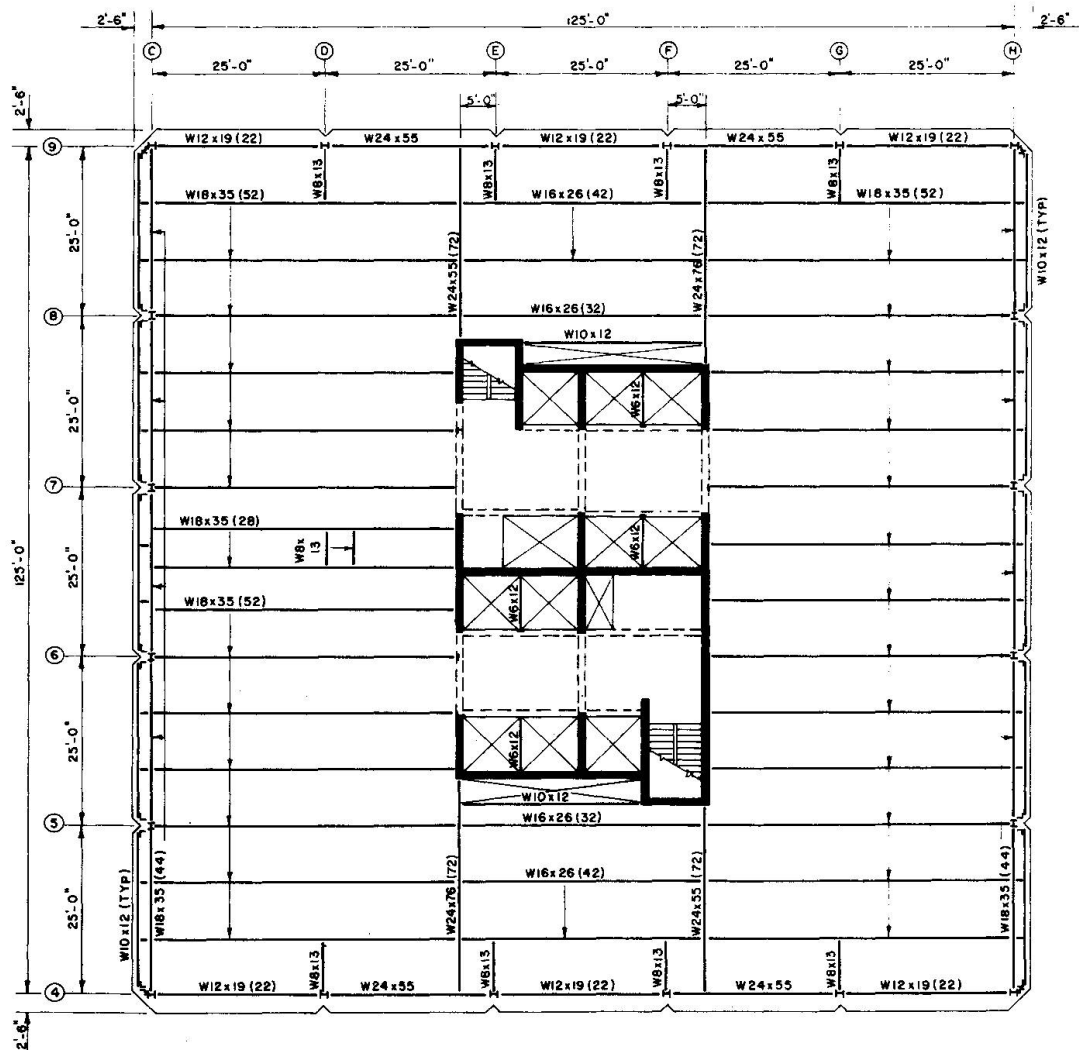 2'-6"
125'-0"
2'-6"
C
D
E
F
G
H
25'-0"
25'-0"
25'-0"
25'-0"
25'-0"
2'-6"
5'-0"
5'-0"
9
W12x19 (22)
W24x55
W12x19 (22)
W24x55
W12x19 (22)
W8x13
W8x13
W8x13
W8x13
W18x35 (52)
W16x26 (42)
W18x35 (52)
25'-0"
W24x55 (72)
W24x76 (72)
W10x12 (TYP)
8
W16x26 (32)
W10x12
25'-0"
W6x12
7
W18x35 (28)
W8x
13
W6x12
125'-0"
25'-0"
W6x12
W18x35 (52)
6
25'-0"
W6x12
W10x12
5
W16x26 (32)
25'-0"
W10x12 (TYP)
W18x35 (44)
W24x76 (72)
W16x26 (42)
W24x55 (72)
W18x35 (44)
W8x13
W8x13
W8x13
W8x13
4
W12x19 (22)
W24x55
W12x19 (22)
W24x55
W12x19 (22)
2'-6"